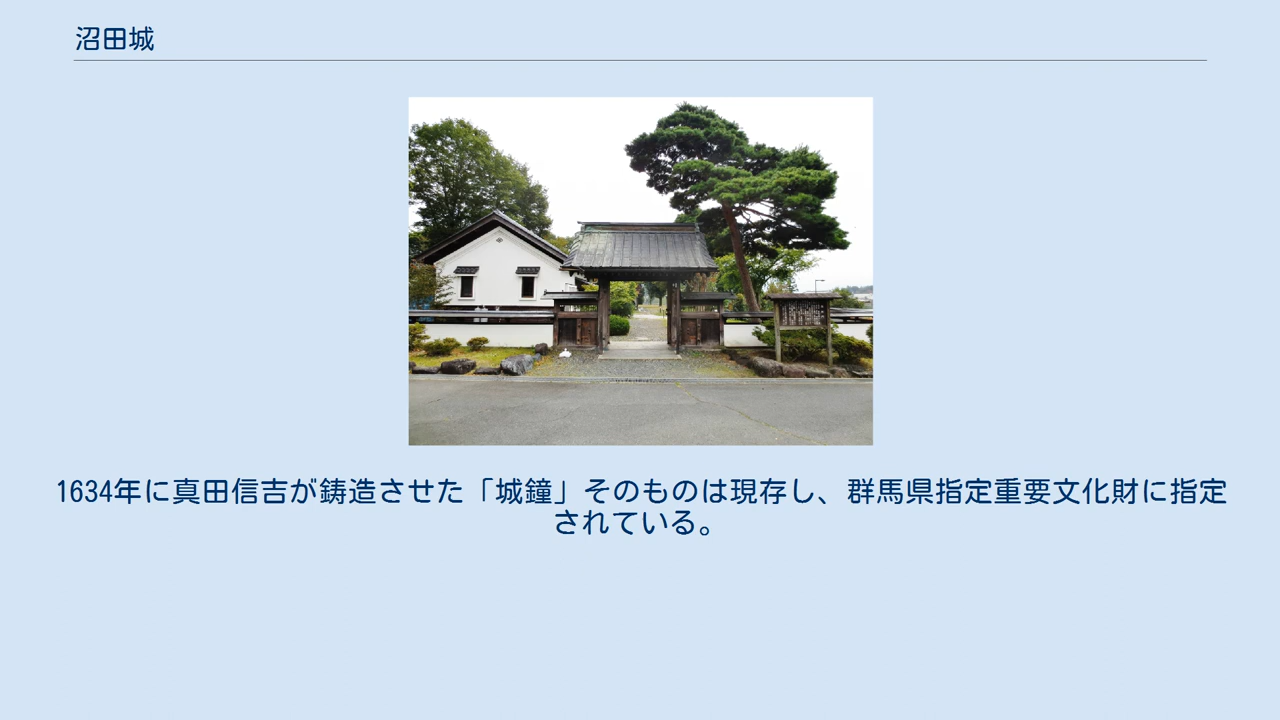 沼田城
1634年に真田信吉が鋳造させた「城鐘」そのものは現存し、群馬県指定重要文化財に指定
されている。